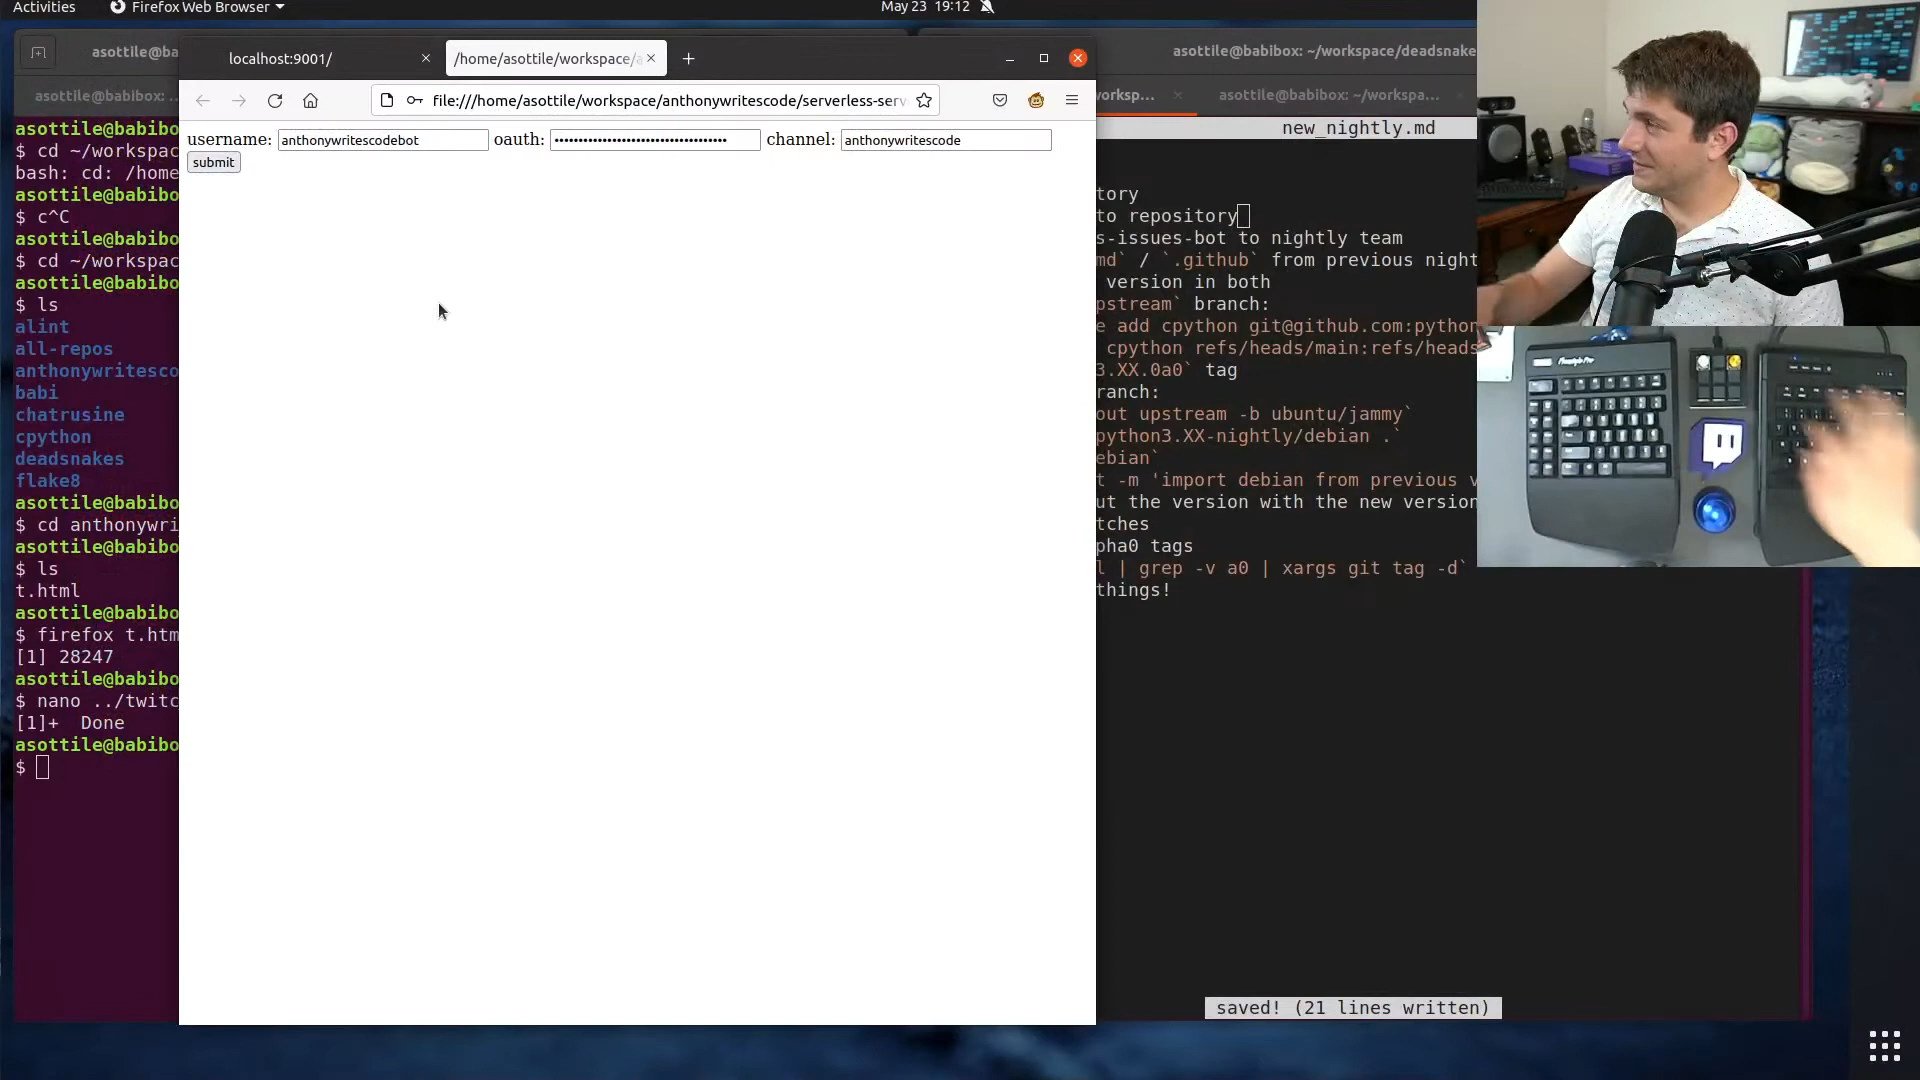 Activities
Firefox Web Browser
May 23 19:12
asottile@b
localhost:9001/
/home/asottile/workspace/a
asottile@babibox: ~/workspace/deadsnake
asottile@babibox: ...
file:///home/asottile/workspace/anthonywritescode/serverless-serv
worksp...
asottile@babibox: ~/workspa...
username: anthonywritescodebot oauth: •••••••••••••••••••••••••••••••••••• channel: anthonywritescode
submit
asottile@babibo
$ cd ~/workspac
bash: cd: /home
asottile@babibo
$ c^C
asottile@babibo
$ cd ~/workspac
asottile@babibo
$ ls
alint
all-repos
anthonywritesco
babi
chatrusine
cpython
deadsnakes
flake8
asottile@babibo
$ cd anthonywri
asottile@babibo
$ ls
t.html
asottile@babibo
$ firefox t.htm
[1] 28247
asottile@babibo
$ nano ../twitc
[1]+  Done
asottile@babibo
$
new_nightly.md
tory
to repository
s-issues-bot to nightly team
md` / `.github` from previous night
version in both
pstream` branch:
e add cpython git@github.com:python
cpython refs/heads/main:refs/heads
3.XX.0a0` tag
ranch:
out upstream -b ubuntu/jammy`
python3.XX-nightly/debian .`
ebian`
t -m 'import debian from previous v
ut the version with the new version
tches
pha0 tags
l | grep -v a0 | xargs git tag -d`
things!
saved! (21 lines written)